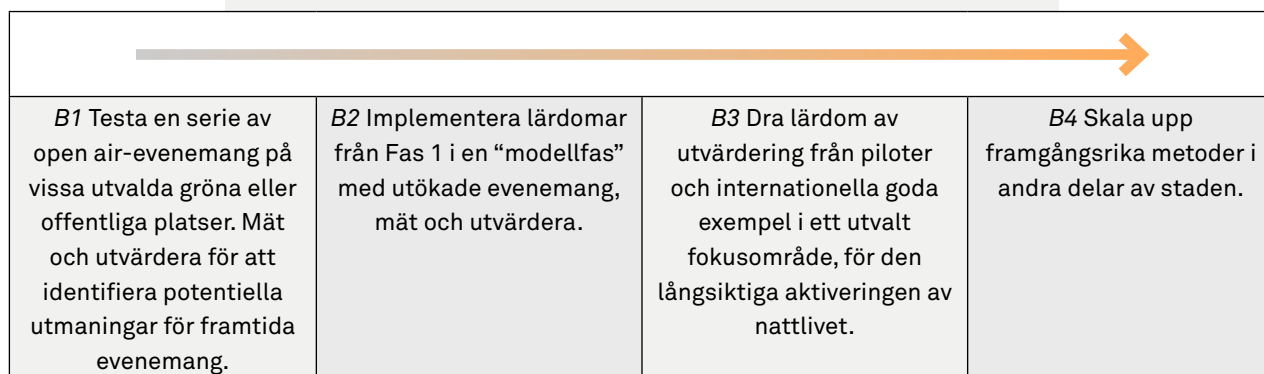 B1 Testa en serie av
open air-evenemang på
vissa utvalda gröna eller
offentliga platser. Mät
och utvärdera för att
identifiera potentiella
utmaningar för framtida
evenemang.
B2 Implementera lärdomar
från Fas 1 i en “modellfas”
med utökade evenemang,
mät och utvärdera.
B3 Dra lärdom av
utvärdering från piloter
och internationella goda
exempel i ett utvalt
fokusområde, för den
långsiktiga aktiveringen av
nattlivet.
B4 Skala upp
framgångsrika metoder i
andra delar av staden.